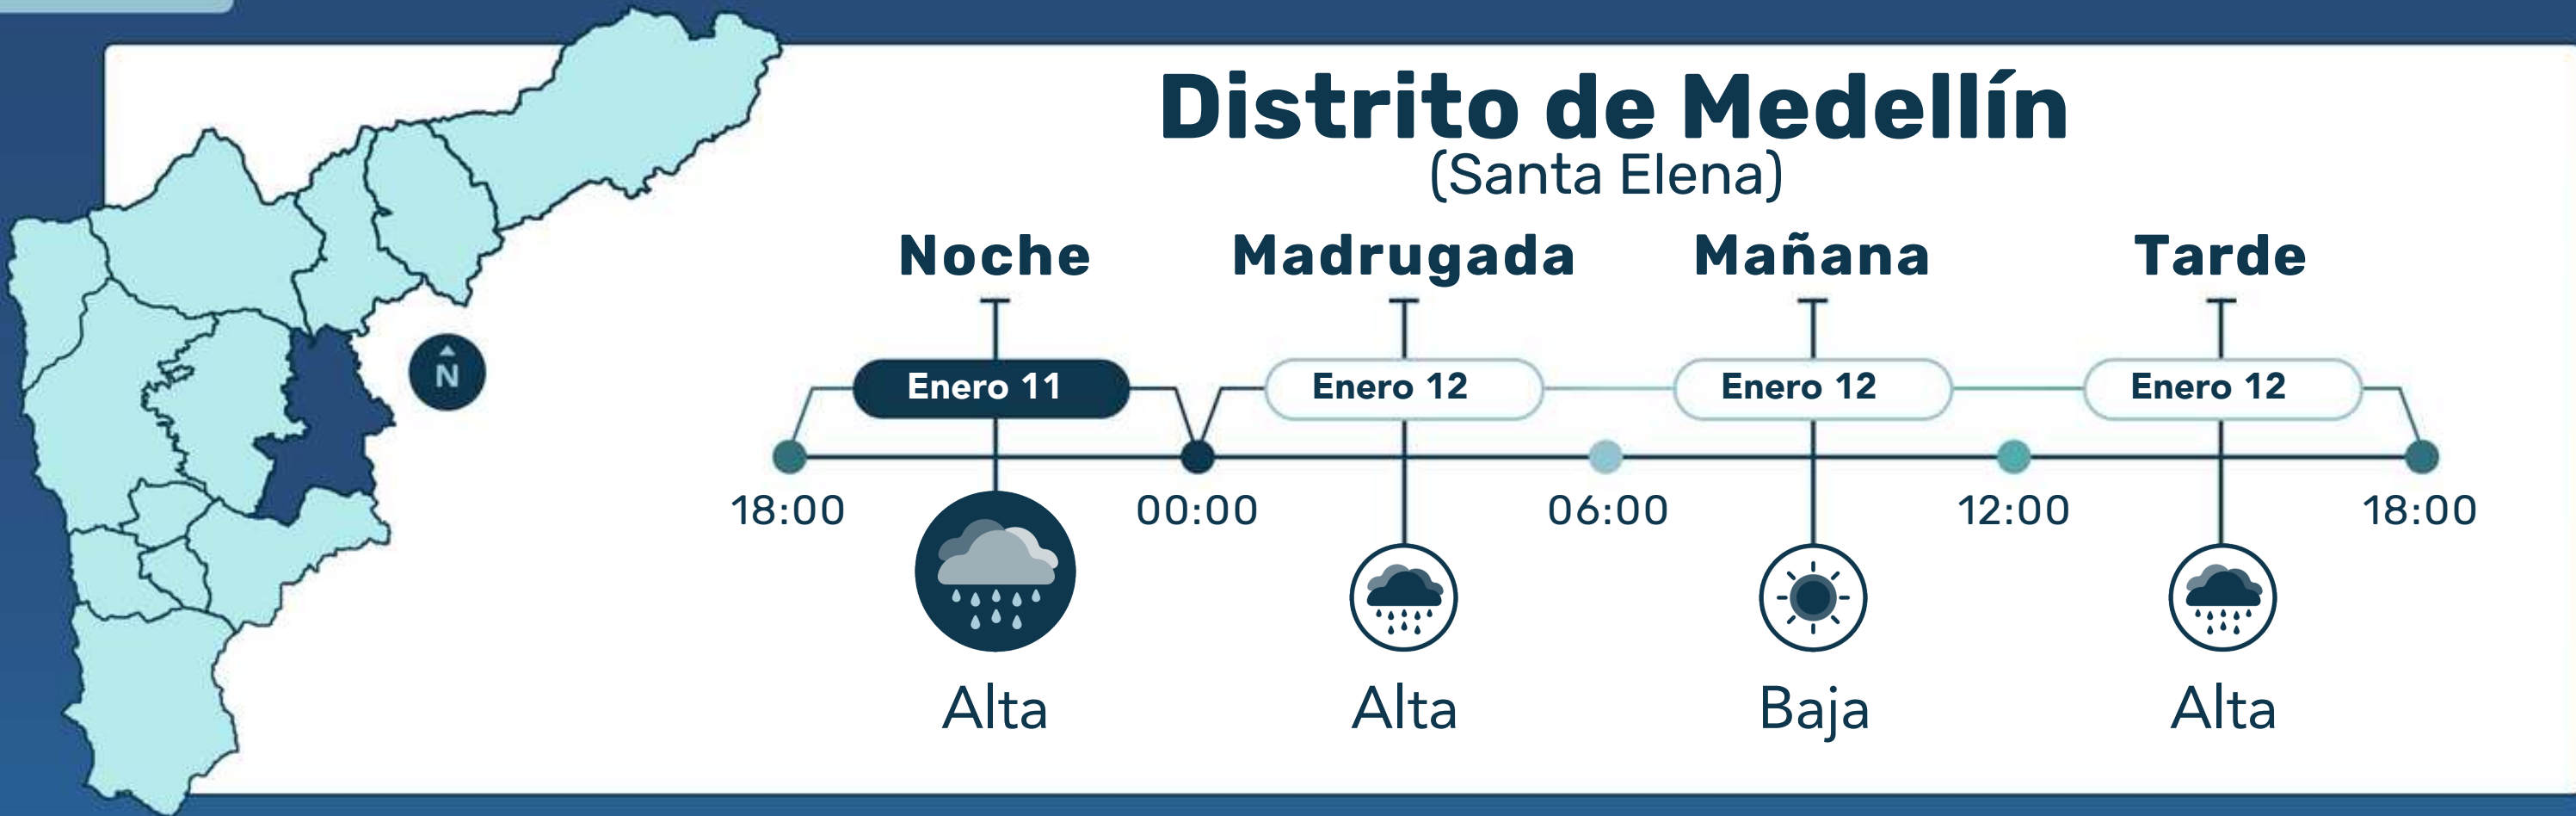 Distrito de Medellín
(Santa Elena)
Noche Madrugada Mañana Tarde
Enero 11 Enero 12 Enero 12 Enero 12
N
18:00 00:00 06:00 12:00 18:00
Alta Alta Baja Alta